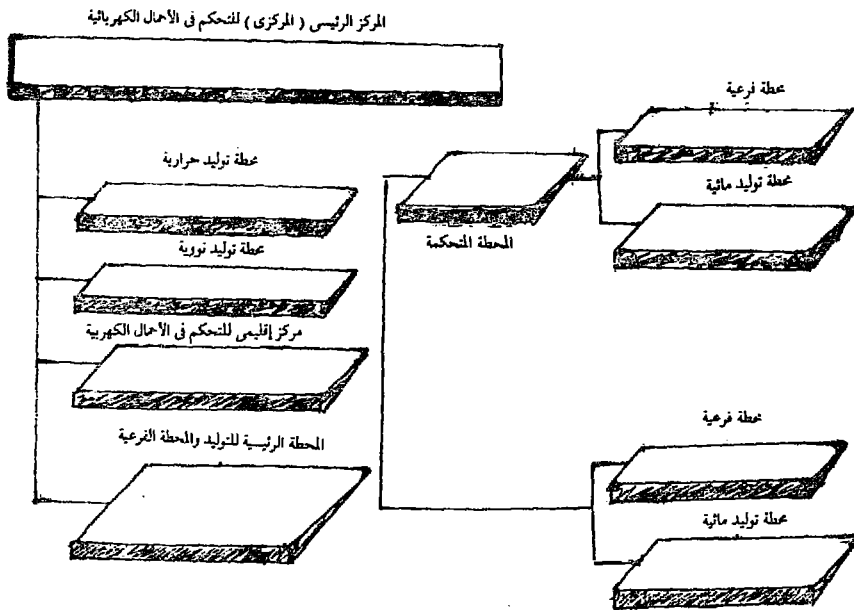 المركز الرئيسى ( المركزى ) للتحكم فى الأحمال الكهربائية
محطة توليد حرارية
محطة توليد نووية
مركز إقليمى للتحكم فى الأحمال الكهربية
المحطة الرئيسية للتوليد والمحطة الفرعية
المحطة المتحكمة
محطة فرعية
محطة توليد مائية
محطة فرعية
محطة توليد مائية